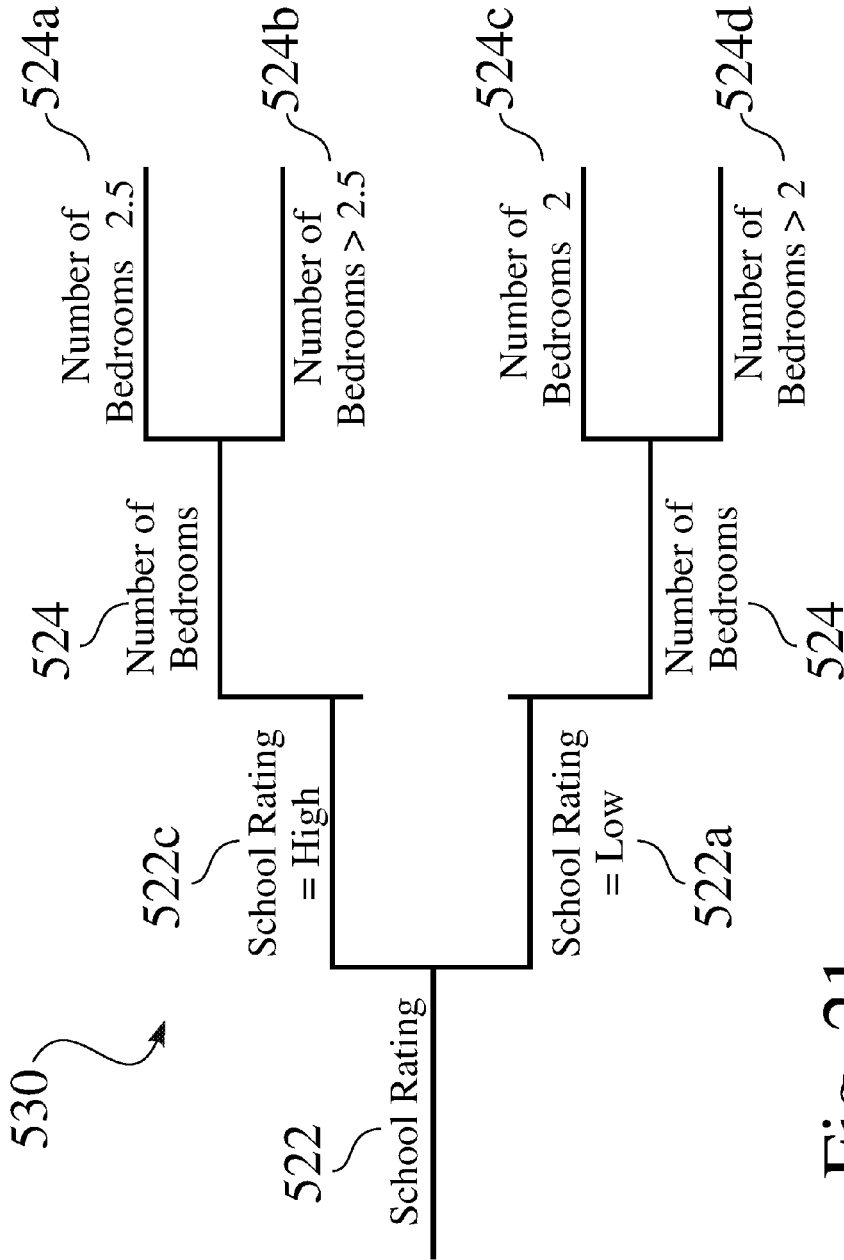 530
522
School Rating
522c
School Rating
= High
School Rating
= Low
522a
524
Number of
Bedrooms
Number of
Bedrooms
524
Number of
Bedrooms 2.5
524a
Number of
Bedrooms > 2.5
524b
Number of
Bedrooms 2
524c
Number of
Bedrooms > 2
524d